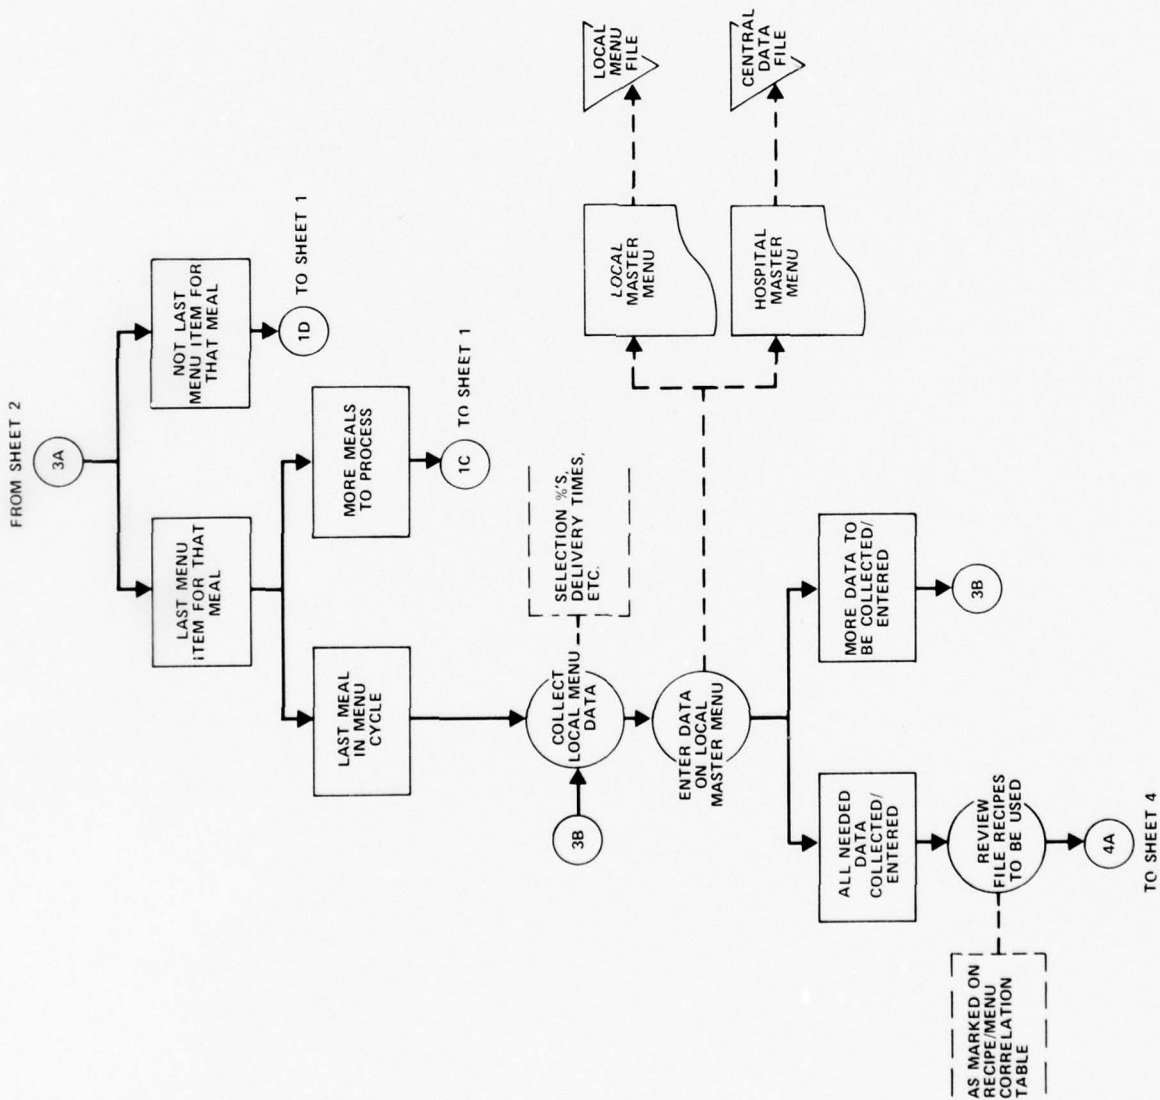 FROM SHEET 2
3A
LAST MENU
ITEM FOR THAT
MEAL
NOT LAST
MENU ITEM FOR
THAT MEAL
1D
TO SHEET 1
LAST MEAL
IN MENU
CYCLE
MORE MEALS
TO PROCESS
1C
TO SHEET 1
3B
COLLECT
LOCAL MENU
DATA
SELECTION %'S,
DELIVERY TIMES,
ETC.
ENTER DATA
ON LOCAL
MASTER MENU
LOCAL
MASTER
MENU
LOCAL
MENU
FILE
HOSPITAL
MASTER
MENU
CENTRAL
DATA
FILE
ALL NEEDED
DATA
COLLECTED/
ENTERED
MORE DATA TO
BE COLLECTED/
ENTERED
3B
AS MARKED ON
RECIPE/MENU
CORRELATION
TABLE
REVIEW
FILE RECIPES
TO BE USED
4A
TO SHEET 4